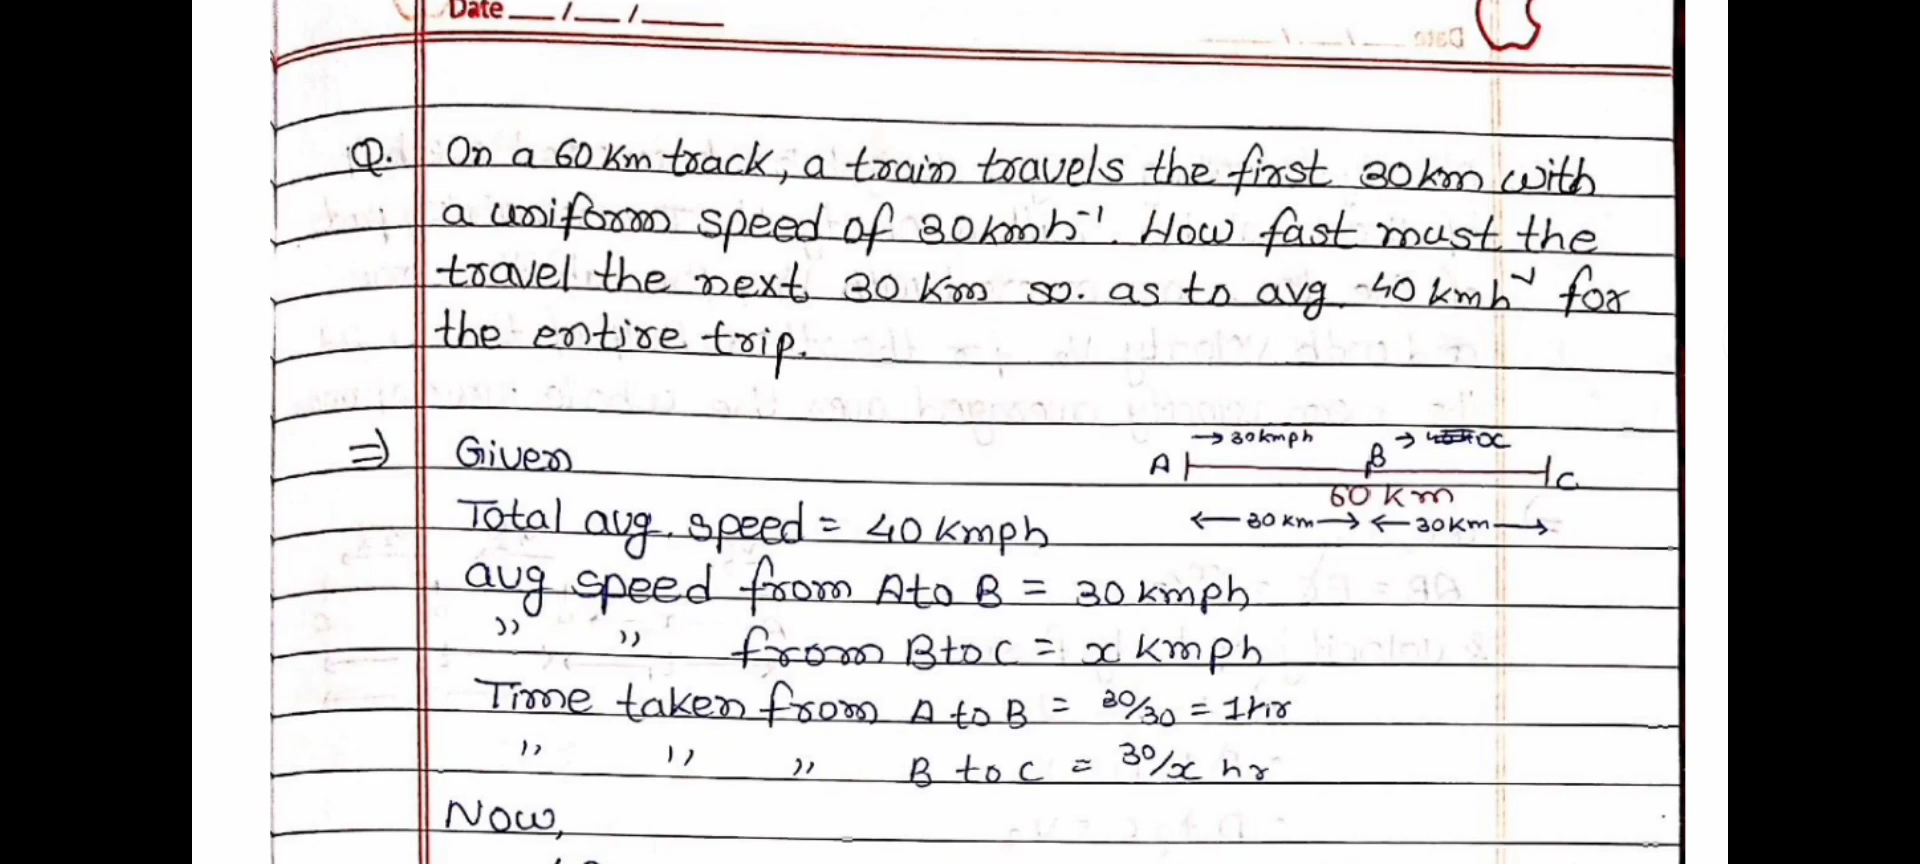 Date __/__/____
Q. On a 60 km track, a train travels the first 30 km with
a uniform speed of 30 kmh⁻¹. How fast must the
travel the next 30 km so. as to avg. 40 kmh⁻¹ for
the entire trip.
⇒ Given
→ 30 kmph → x
A B C
60 km
← 30 km → ← 30 km →
Total avg. speed = 40 kmph
avg speed from A to B = 30 kmph
" " from B to C = x kmph
Time taken from A to B = 30/30 = 1 hr
" " " B to C = 30/x hr
Now,